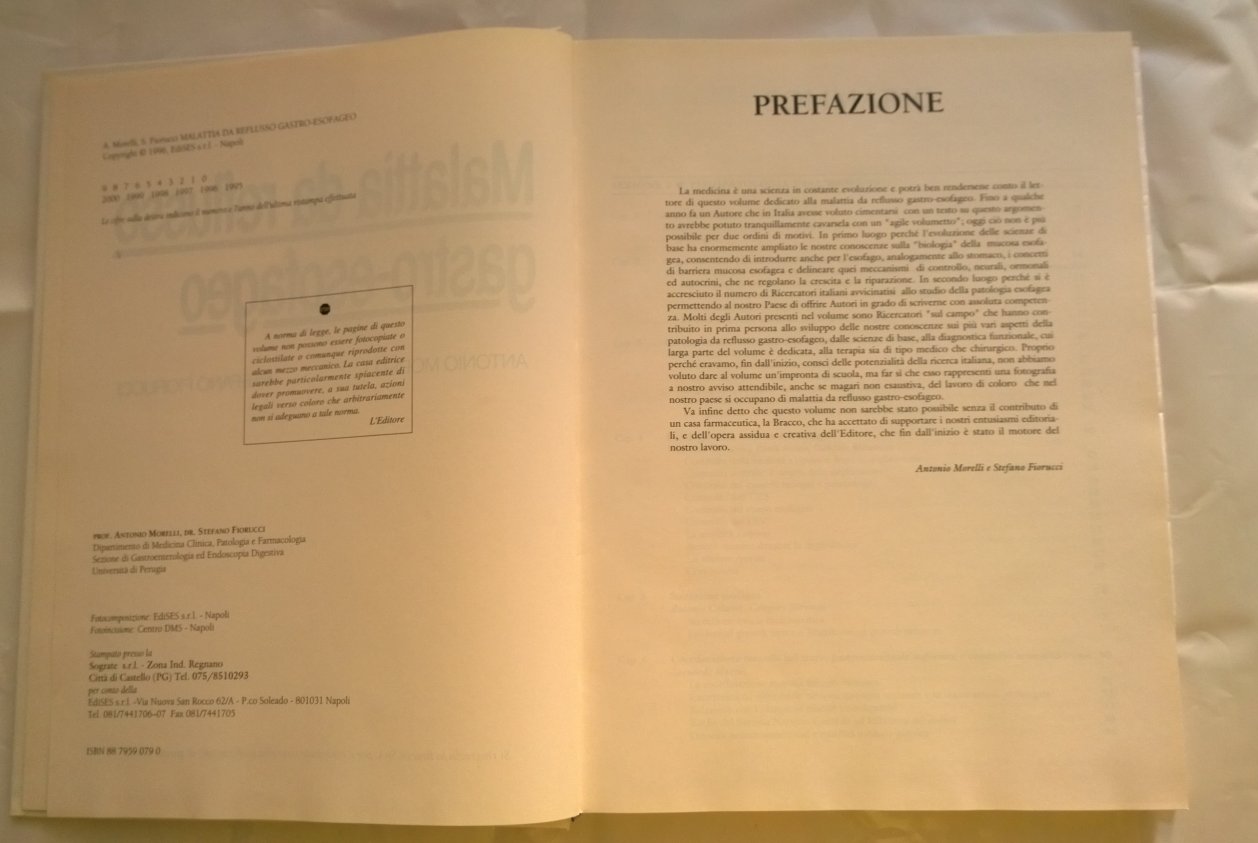 A. Morelli, S. Fiorucci MALATTIA DA REFLUSSO GASTRO-ESOFAGEO
Copyright © 1996, EdiSES s.r.l. - Napoli
9 8 7 6 5 4 3 2 1 0
2000 1999 1998 1997 1996 1995
Le cifre sulla destra indicano il numero e l'anno dell'ultima ristampa effettuata
A norma di legge, le pagine di questo
volume non possono essere fotocopiate o
ciclostilate o comunque riprodotte con
alcun mezzo meccanico. La casa editrice
sarebbe particolarmente spiacente di
dover promuovere, a sua tutela, azioni
legali verso coloro che arbitrariamente
non si adeguano a tale norma.
L'Editore
PROF. ANTONIO MORELLI, DR. STEFANO FIORUCCI
Dipartimento di Medicina Clinica, Patologia e Farmacologia
Sezione di Gastroenterologia ed Endoscopia Digestiva
Università di Perugia
Fotocomposizione: EdiSES s.r.l. - Napoli
Fotoincisione: Centro DMS - Napoli
Stampato presso la
Sograte s.r.l. - Zona Ind. Regnano
Città di Castello (PG) Tel. 075/8510293
per conto della
EdiSES s.r.l. -Via Nuova San Rocco 62/A - P.co Soleado - 801031 Napoli
Tel. 081/7441706-07 Fax 081/7441705
ISBN 88 7959 079 0
PREFAZIONE
La medicina è una scienza in costante evoluzione e potrà ben rendersene conto il let-
tore di questo volume dedicato alla malattia da reflusso gastro-esofageo. Fino a qualche
anno fa un Autore che in Italia avesse voluto cimentarsi con un testo su questo argomen-
to avrebbe potuto tranquillamente cavarsela con un "agile volumetto"; oggi ciò non è più
possibile per due ordini di motivi. In primo luogo perché l'evoluzione delle scienze di
base ha enormemente ampliato le nostre conoscenze sulla "biologia" della mucosa esofa-
gea, consentendo di introdurre anche per l'esofago, analogamente allo stomaco, i concetti
di barriera mucosa esofagea e delineare quei meccanismi di controllo, neurali, ormonali
ed autocrini, che ne regolano la crescita e la riparazione. In secondo luogo perché si è
accresciuto il numero di Ricercatori italiani avvicinatisi allo studio della patologia esofagea
permettendo al nostro Paese di offrire Autori in grado di scriverne con assoluta competen-
za. Molti degli Autori presenti nel volume sono Ricercatori "sul campo" che hanno con-
tribuito in prima persona allo sviluppo delle nostre conoscenze sui più vari aspetti della
patologia da reflusso gastro-esofageo, dalle scienze di base, alla diagnostica funzionale, cui
larga parte del volume è dedicata, alla terapia sia di tipo medico che chirurgico. Proprio
perché eravamo, fin dall'inizio, consci delle potenzialità della ricerca italiana, non abbiamo
voluto dare al volume un'impronta di scuola, ma far sì che esso rappresenti una fotografia
a nostro avviso attendibile, anche se magari non esaustiva, del lavoro di coloro che nel
nostro paese si occupano di malattia da reflusso gastro-esofageo.
Va infine detto che questo volume non sarebbe stato possibile senza il contributo di
un casa farmaceutica, la Bracco, che ha accettato di supportare i nostri entusiasmi editoria-
li, e dell'opera assidua e creativa dell'Editore, che fin dall'inizio è stato il motore del
nostro lavoro.
Antonio Morelli e Stefano Fiorucci